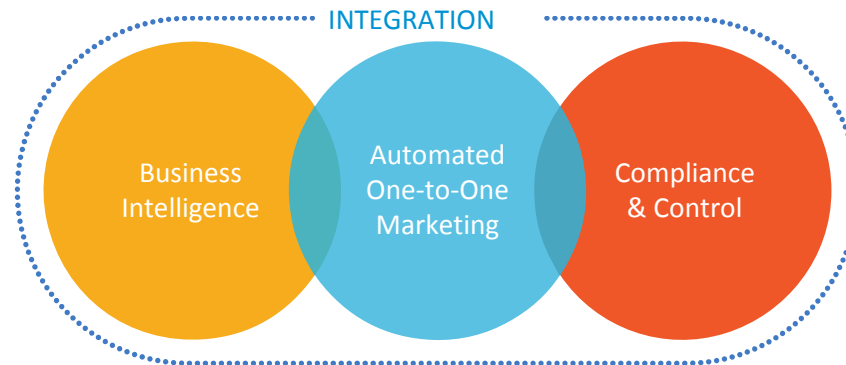 INTEGRATION
Business
Intelligence
Automated
One-to-One
Marketing
Compliance
& Control